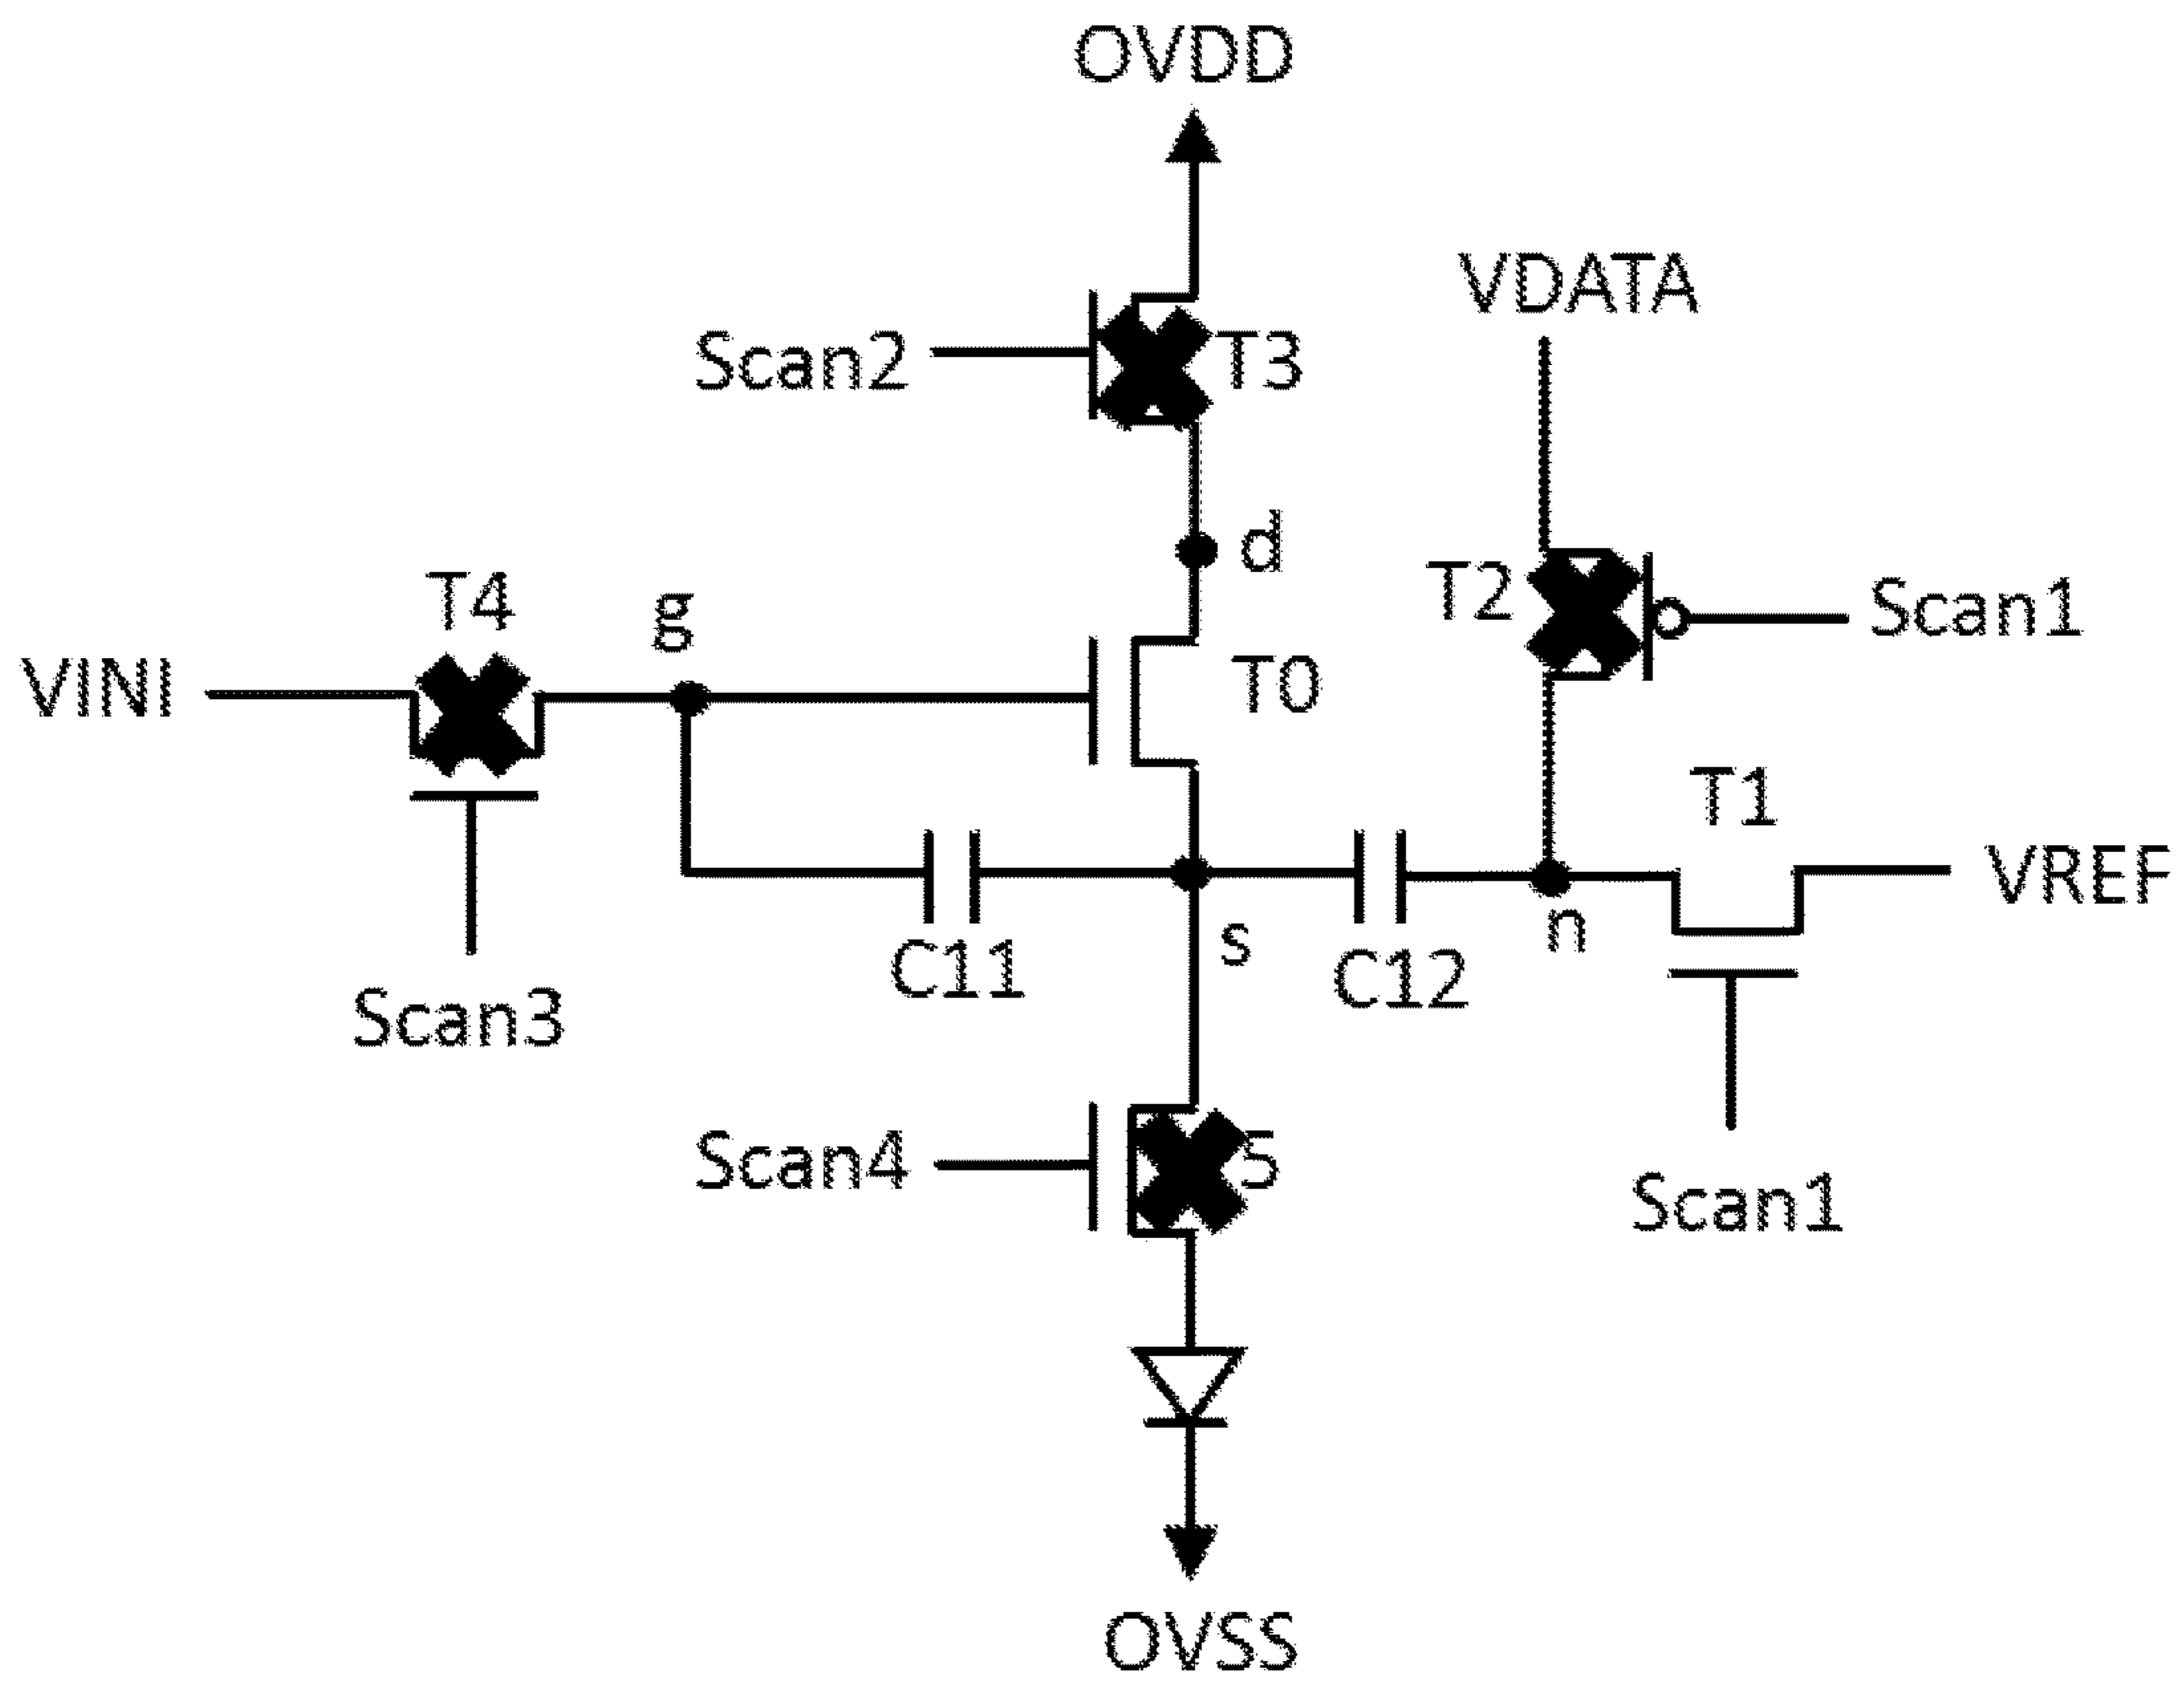 OVDD
VDATA
Scan2
T3
d
T4
g
T2
Scan1
VINI
T0
T1
VREF
s
n
C11
C12
Scan3
Scan4
5
Scan1
OVSS